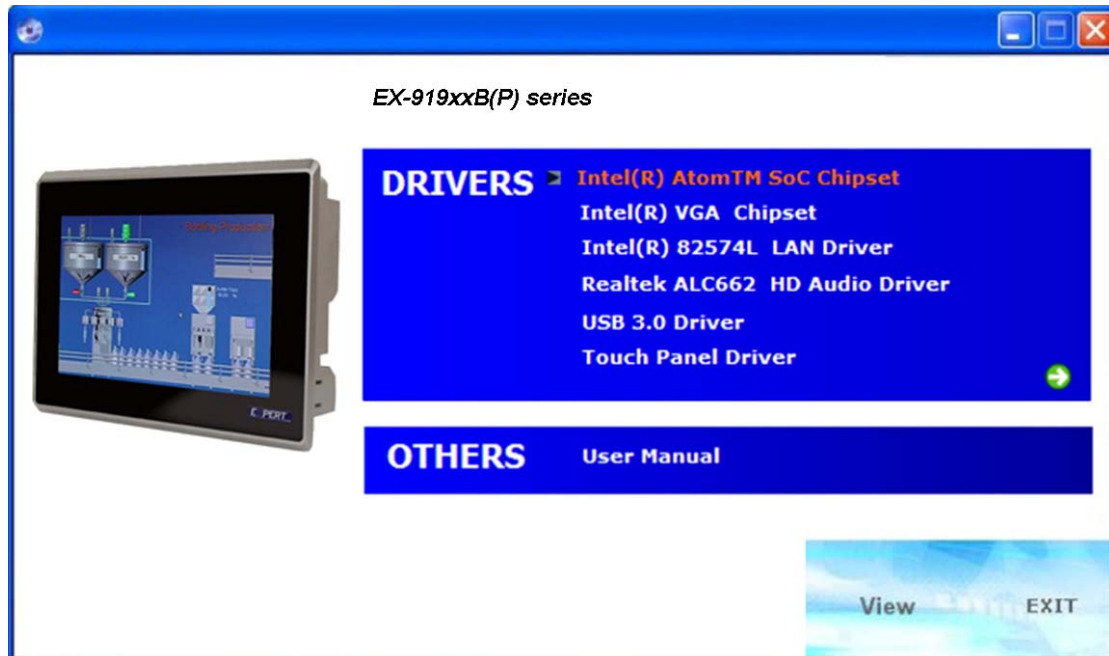 EX-919xxB(P) series
DRIVERS
Intel(R) AtomTM SoC Chipset
Intel(R) VGA Chipset
Intel(R) 82574L LAN Driver
Realtek ALC662 HD Audio Driver
USB 3.0 Driver
Touch Panel Driver
OTHERS
User Manual
View
EXIT